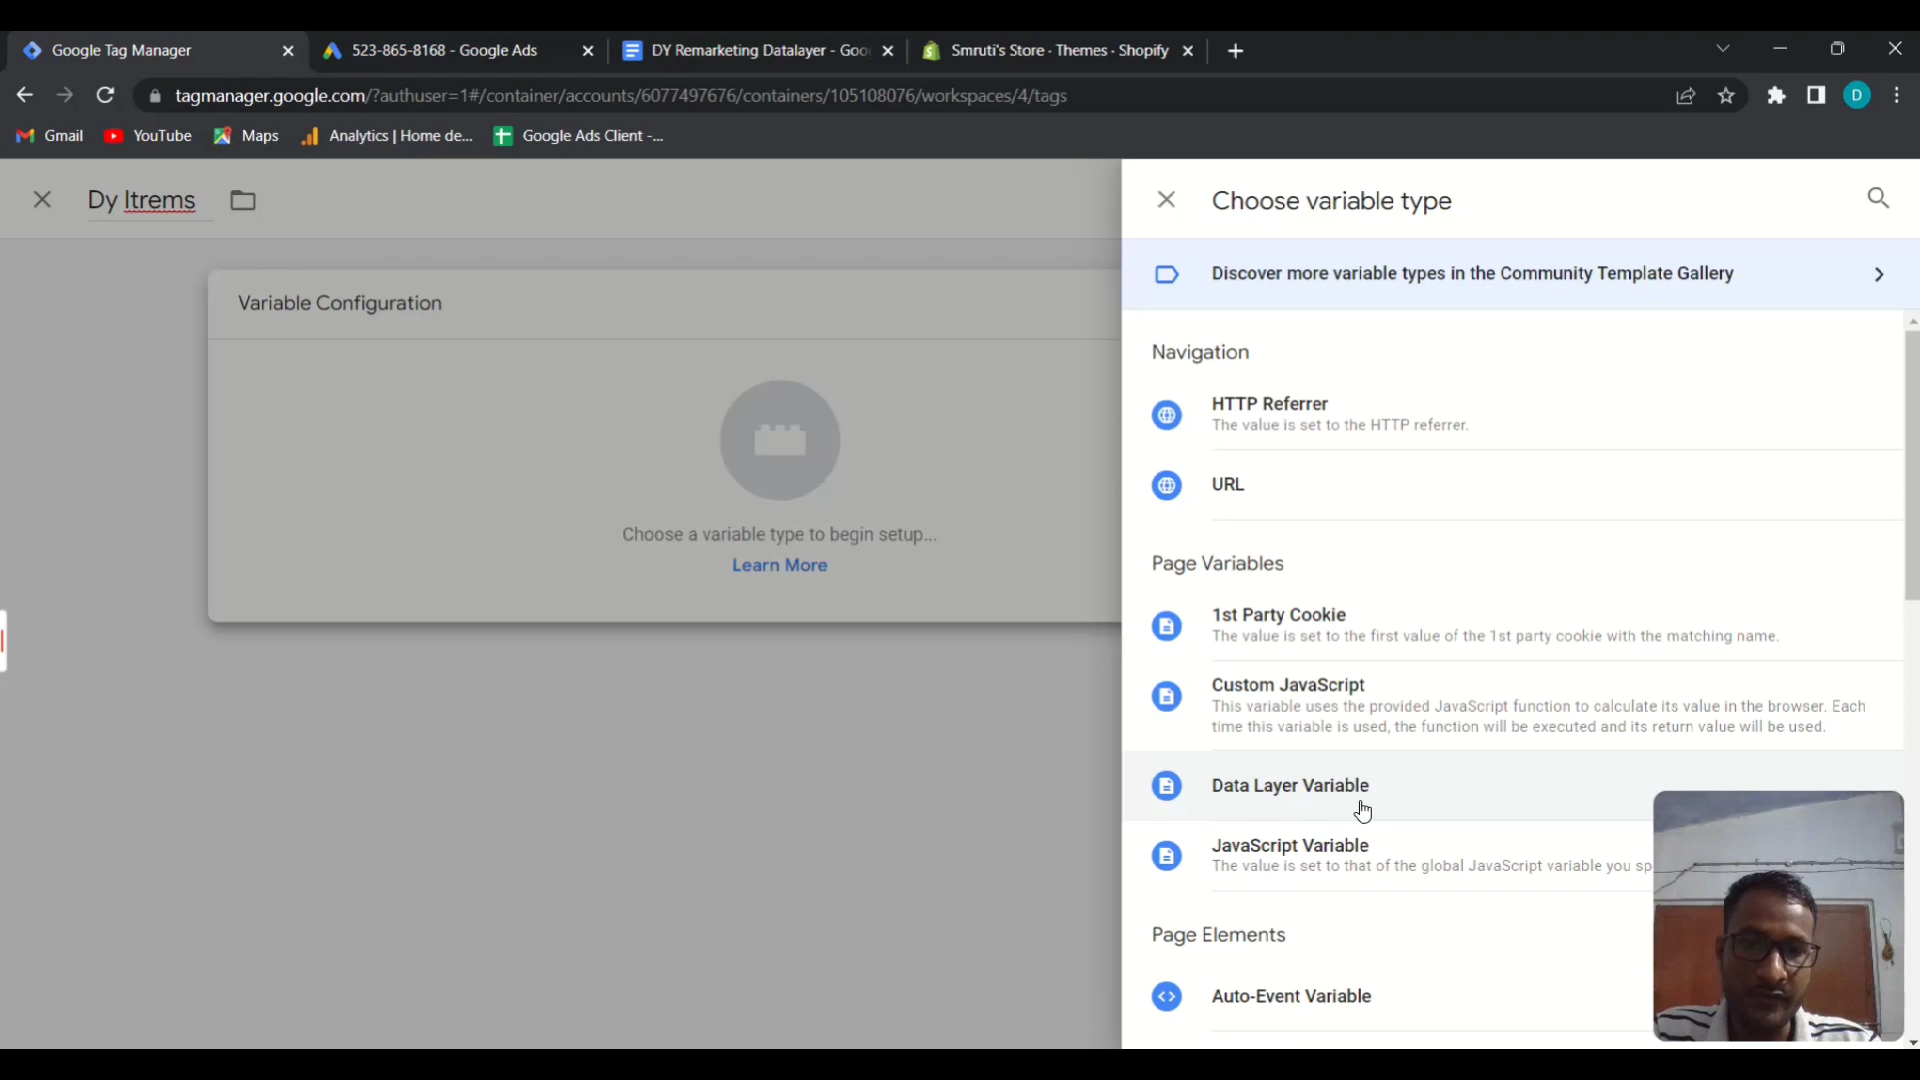 Google Tag Manager
523-865-8168 - Google Ads
DY Remarketing Datalayer - Goo
Smruti's Store · Themes · Shopify
tagmanager.google.com/?authuser=1#/container/accounts/6077497676/containers/105108076/workspaces/4/tags
D
Gmail
YouTube
Maps
Analytics | Home de...
Google Ads Client -...
Dy Itrems
Choose variable type
Discover more variable types in the Community Template Gallery
Variable Configuration
Navigation
HTTP Referrer
The value is set to the HTTP referrer.
URL
Choose a variable type to begin setup...
Learn More
Page Variables
1st Party Cookie
The value is set to the first value of the 1st party cookie with the matching name.
Custom JavaScript
This variable uses the provided JavaScript function to calculate its value in the browser. Each
time this variable is used, the function will be executed and its return value will be used.
Data Layer Variable
JavaScript Variable
The value is set to that of the global JavaScript variable you sp
Page Elements
Auto-Event Variable